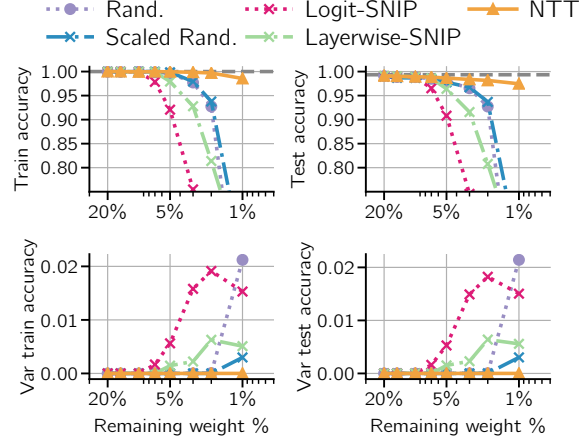 Rand.
Logit-SNIP
NTT
Scaled Rand.
Layerwise-SNIP
Train accuracy
1.00
0.95
0.90
0.85
0.80
20%
5%
1%
Test accuracy
1.00
0.95
0.90
0.85
0.80
20%
5%
1%
Var train accuracy
0.02
0.01
0.00
20%
5%
1%
Remaining weight %
Var test accuracy
0.02
0.01
0.00
20%
5%
1%
Remaining weight %